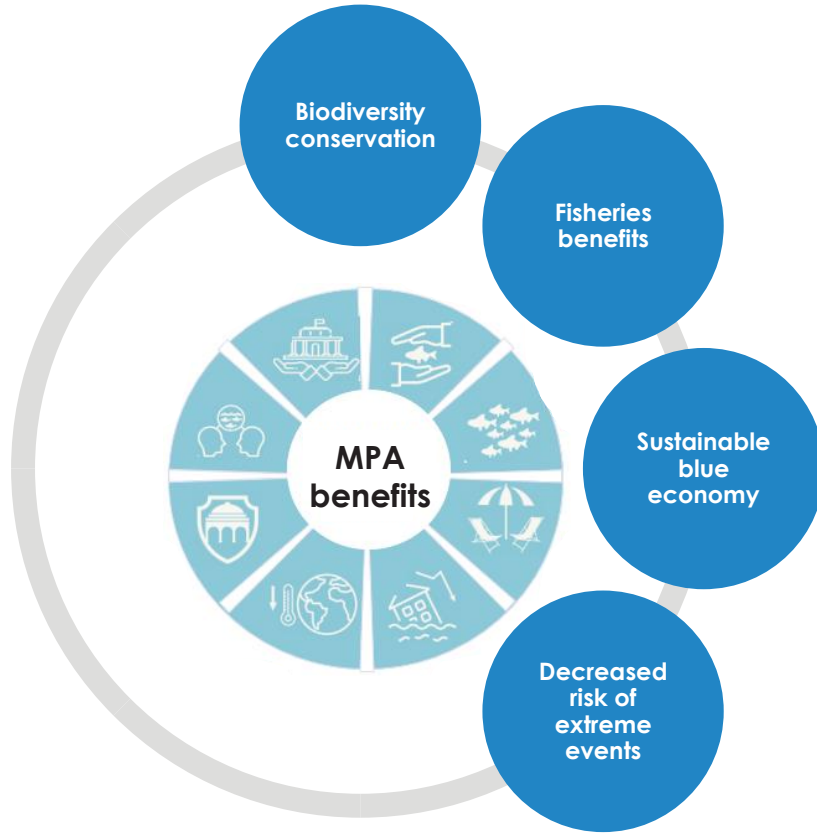 Biodiversity
conservation
Fisheries
benefits
MPA
benefits
Sustainable
blue
economy
Decreased
risk of
extreme
events